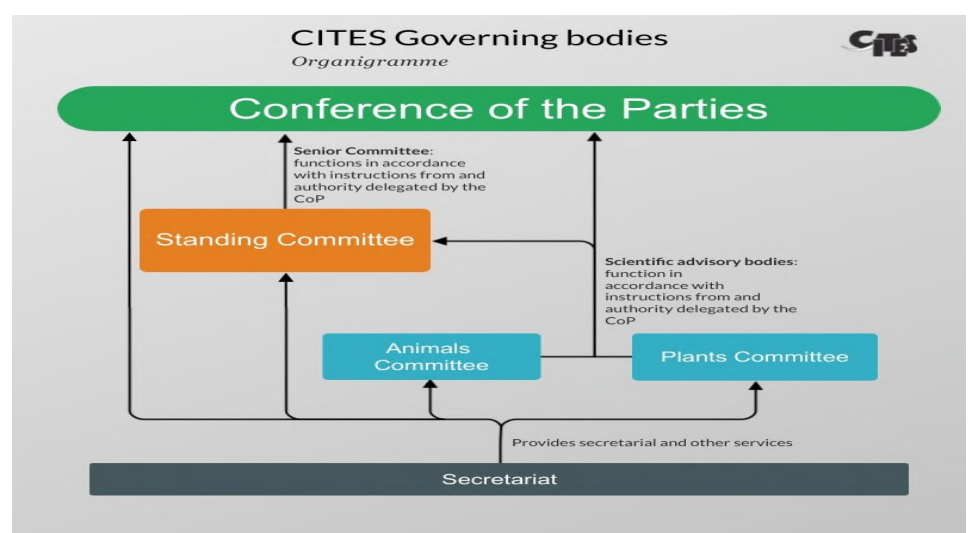 CITES Governing bodies
Organigramme
CITES
Conference of the Parties
Senior Committee:
functions in accordance
with instructions from and
authority delegated by the
CoP
Standing Committee
Scientific advisory bodies:
function in
accordance with
instructions from and
authority delegated by the
CoP
Animals
Committee
Plants Committee
Provides secretarial and other services
Secretariat